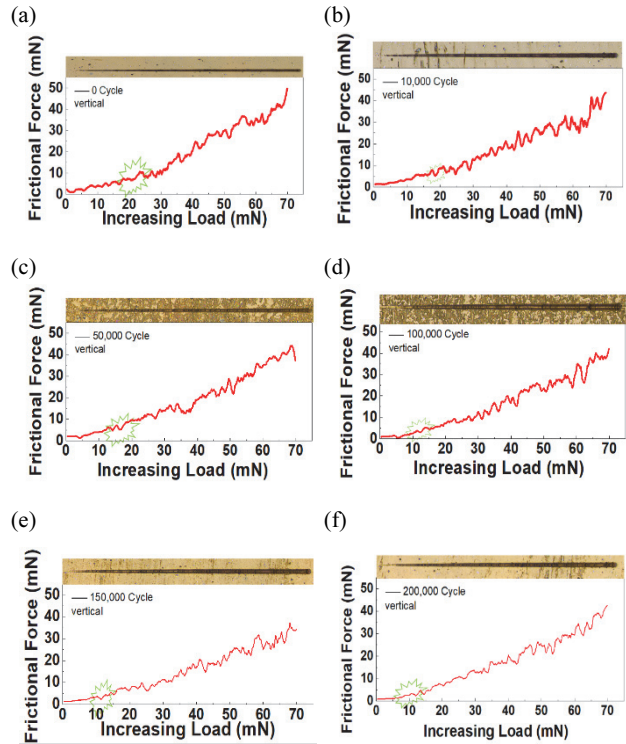 (a)
(b)
Frictional Force (mN)
50
40
30
20
10
0
0 Cycle
vertical
0 10 20 30 40 50 60 70
Increasing Load (mN)
Frictional Force (mN)
50
40
30
20
10
0
10,000 Cycle
vertical
0 10 20 30 40 50 60 70
Increasing Load (mN)
(c)
(d)
Frictional Force (mN)
50
40
30
20
10
0
50,000 Cycle
vertical
0 10 20 30 40 50 60 70
Increasing Load (mN)
Frictional Force (mN)
50
40
30
20
10
0
100,000 Cycle
vertical
0 10 20 30 40 50 60 70
Increasing Load (mN)
(e)
(f)
Frictional Force (mN)
50
40
30
20
10
0
150,000 Cycle
vertical
0 10 20 30 40 50 60 70
Increasing Load (mN)
Frictional Force (mN)
50
40
30
20
10
0
200,000 Cycle
vertical
0 10 20 30 40 50 60 70
Increasing Load (mN)